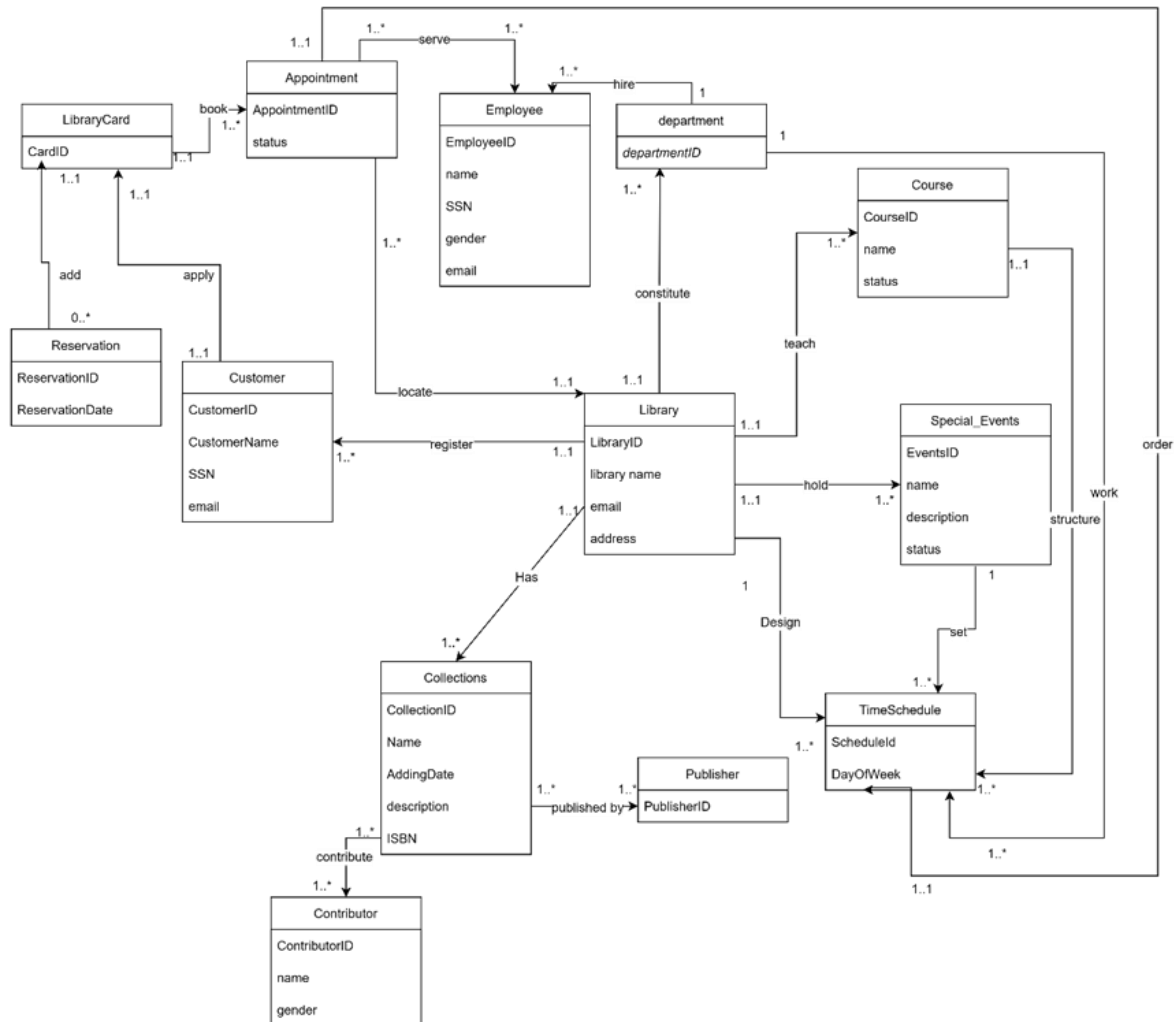 1..1
1..*
serve
1..*
Appointment
AppointmentID
status
1..*
hire
1
Employee
EmployeeID
name
SSN
gender
email
department
departmentID
1
1..*
LibraryCard
CardID
1..1
1..1
1..1
book
1..*
Course
CourseID
name
status
1..*
1..1
add
0..*
apply
1..1
1..*
constitute
teach
Reservation
ReservationID
ReservationDate
Customer
CustomerID
CustomerName
SSN
email
locate
1..1
1..1
register
1..*
1..1
Library
LibraryID
library name
email
address
1..1
1..1
hold
1..1
1..*
Special_Events
EventsID
name
description
status
order
work
structure
Has
1..*
1
Design
1
set
1..*
Collections
CollectionID
Name
AddingDate
description
ISBN
TimeSchedule
ScheduleId
DayOfWeek
1..*
1..*
1..*
1..1
1..*
published by
1..*
Publisher
PublisherID
1..*
contribute
1..*
Contributor
ContributorID
name
gender